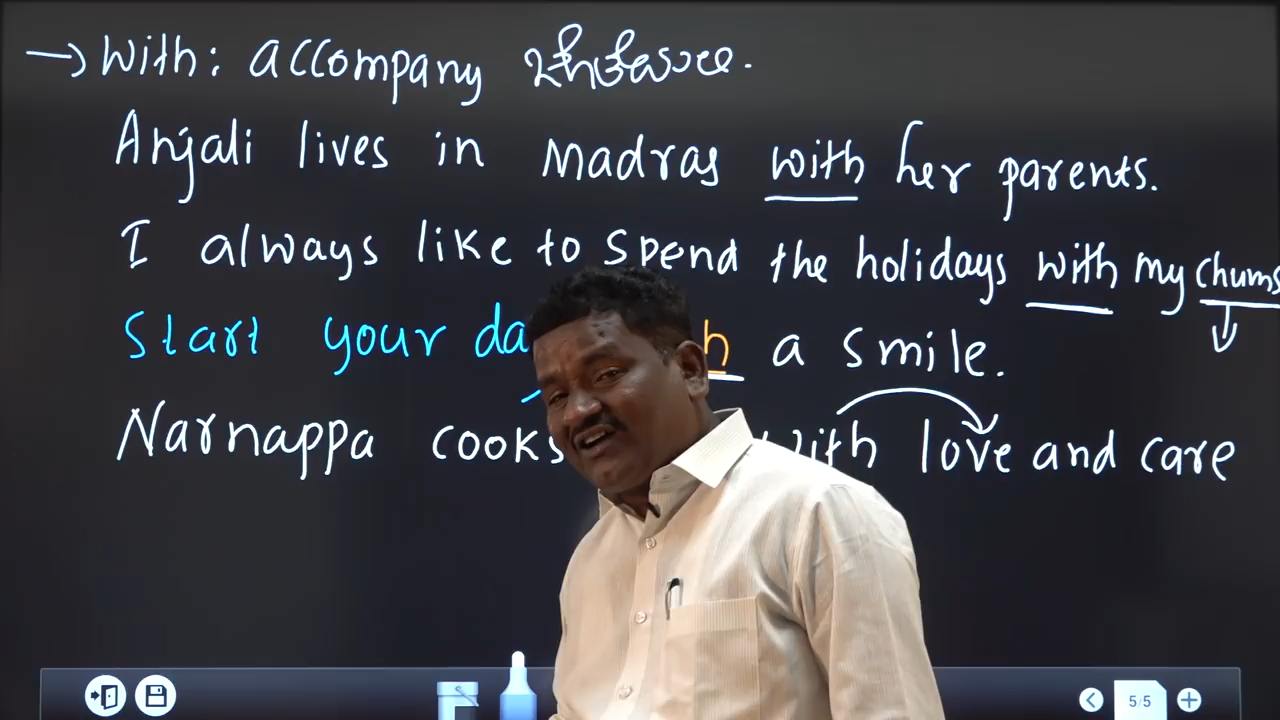 → With: accompany
Anjali lives in Madras with her parents.
I always like to spend the holidays with my chums
Start your da h a smile.
Narnappa cooks with love and care
5/5